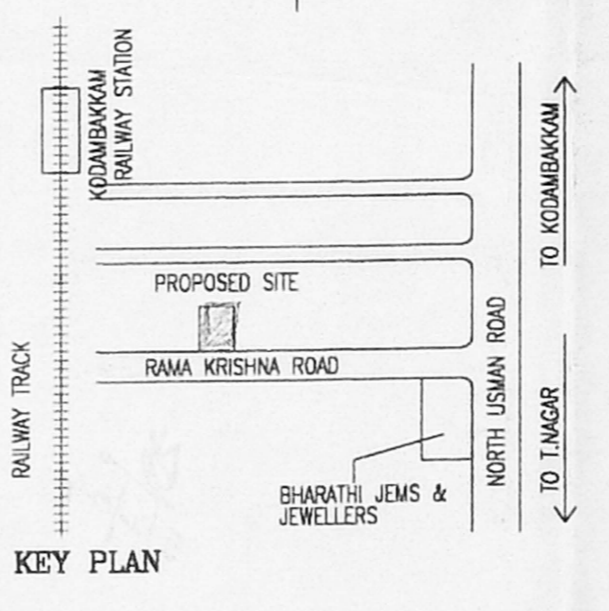 KODAMBAKKAM
RAILWAY STATION
TO KODAMBAKKAM
PROPOSED SITE
RAMA KRISHNA ROAD
NORTH USMAN ROAD
RAILWAY TRACK
TO T.NAGAR
BHARATHI JEMS &
JEWELLERS
KEY PLAN